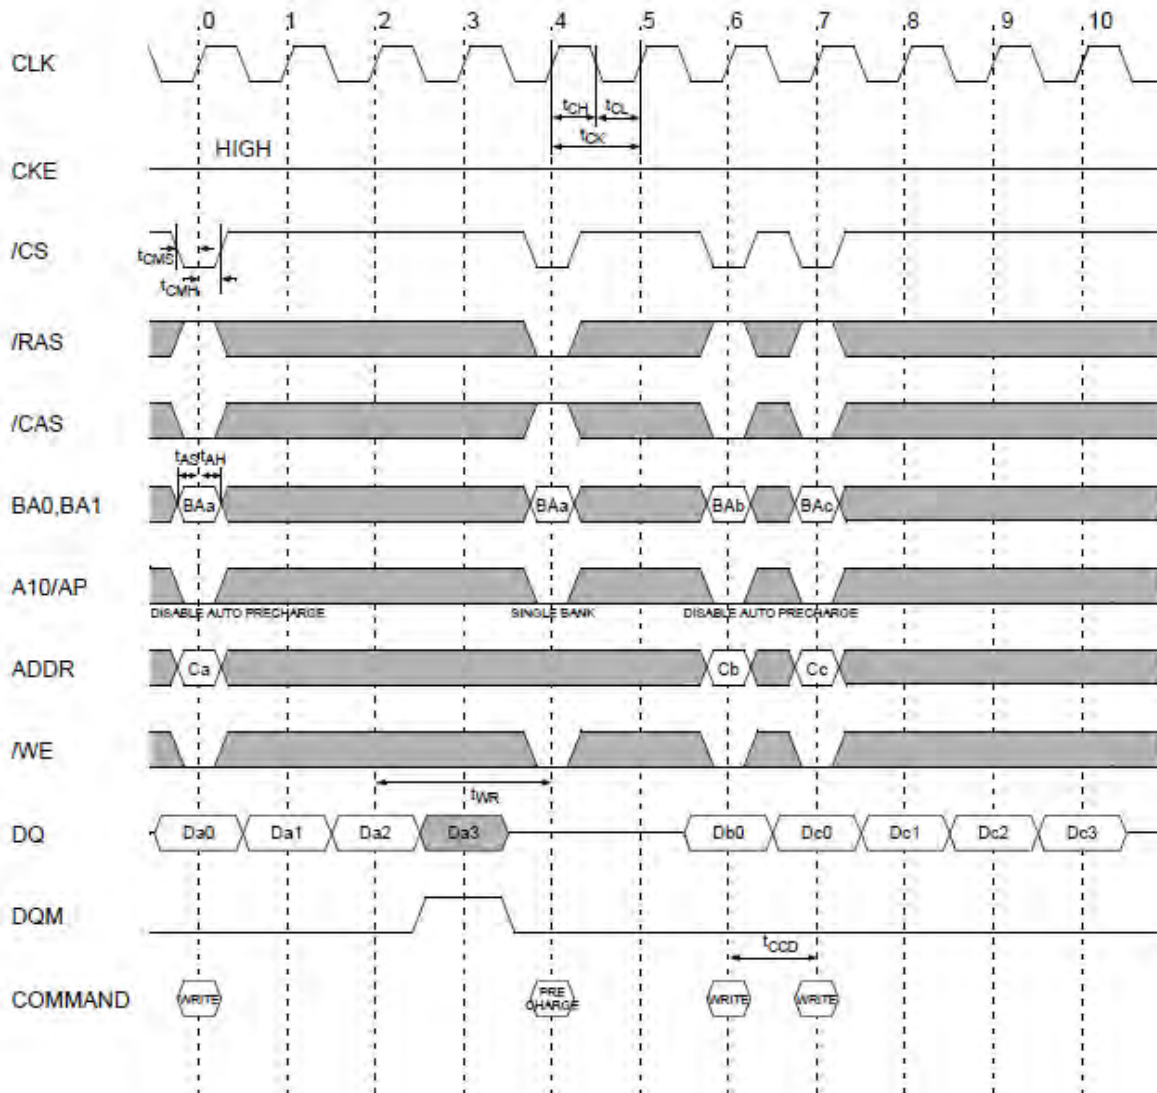 0 1 2 3 4 5 6 7 8 9 10
CLK
tCH tCL
tCK
HIGH
CKE
/CS
tCMS
tCMH
/RAS
/CAS
tAS tAH
BA0,BA1 BAa BAa BAb BAc
A10/AP
DISABLE AUTO PRECHARGE SINGLE BANK DISABLE AUTO PRECHARGE
ADDR Ca Cb Cc
/WE
tWR
DQ Da0 Da1 Da2 Da3 Db0 Dc0 Dc1 Dc2 Dc3
DQM
tCCD
COMMAND WRITE PRE CHARGE WRITE WRITE